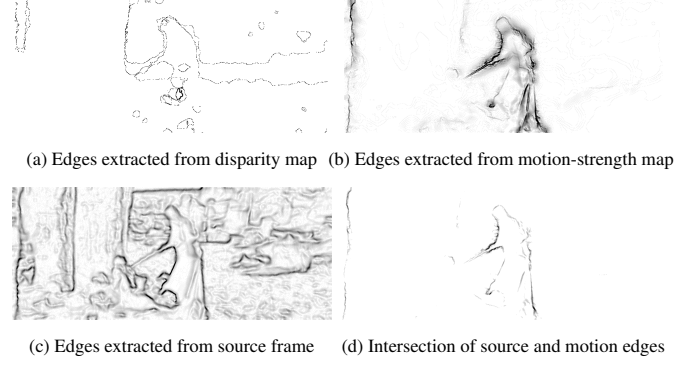 (a) Edges extracted from disparity map
(b) Edges extracted from motion-strength map
(c) Edges extracted from source frame
(d) Intersection of source and motion edges